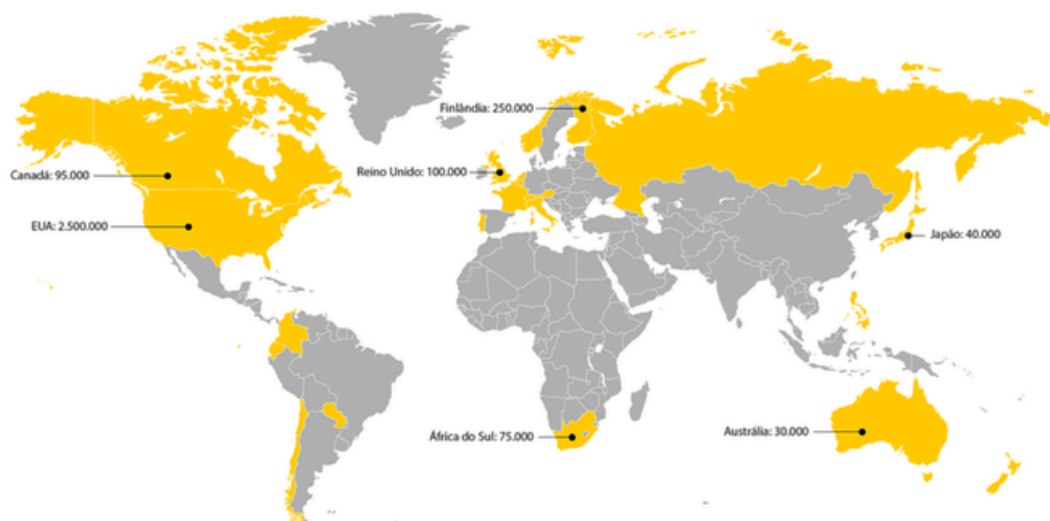 Finlândia: 250.000
Canadá: 95.000
Reino Unido: 100.000
EUA: 2.500.000
Japão: 40.000
África do Sul: 75.000
Austrália: 30.000